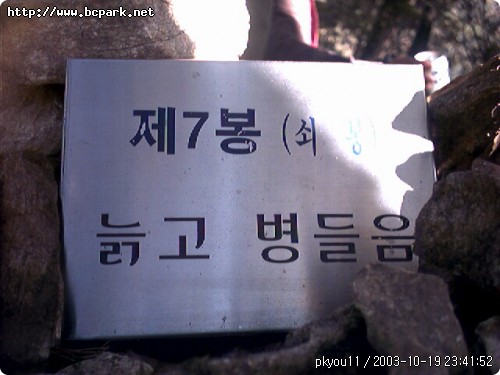 http://www.bcpark.net
제7봉 (쇠봉)
늙고 병들음
pkyou11 / 2003-10-19 23:41:52